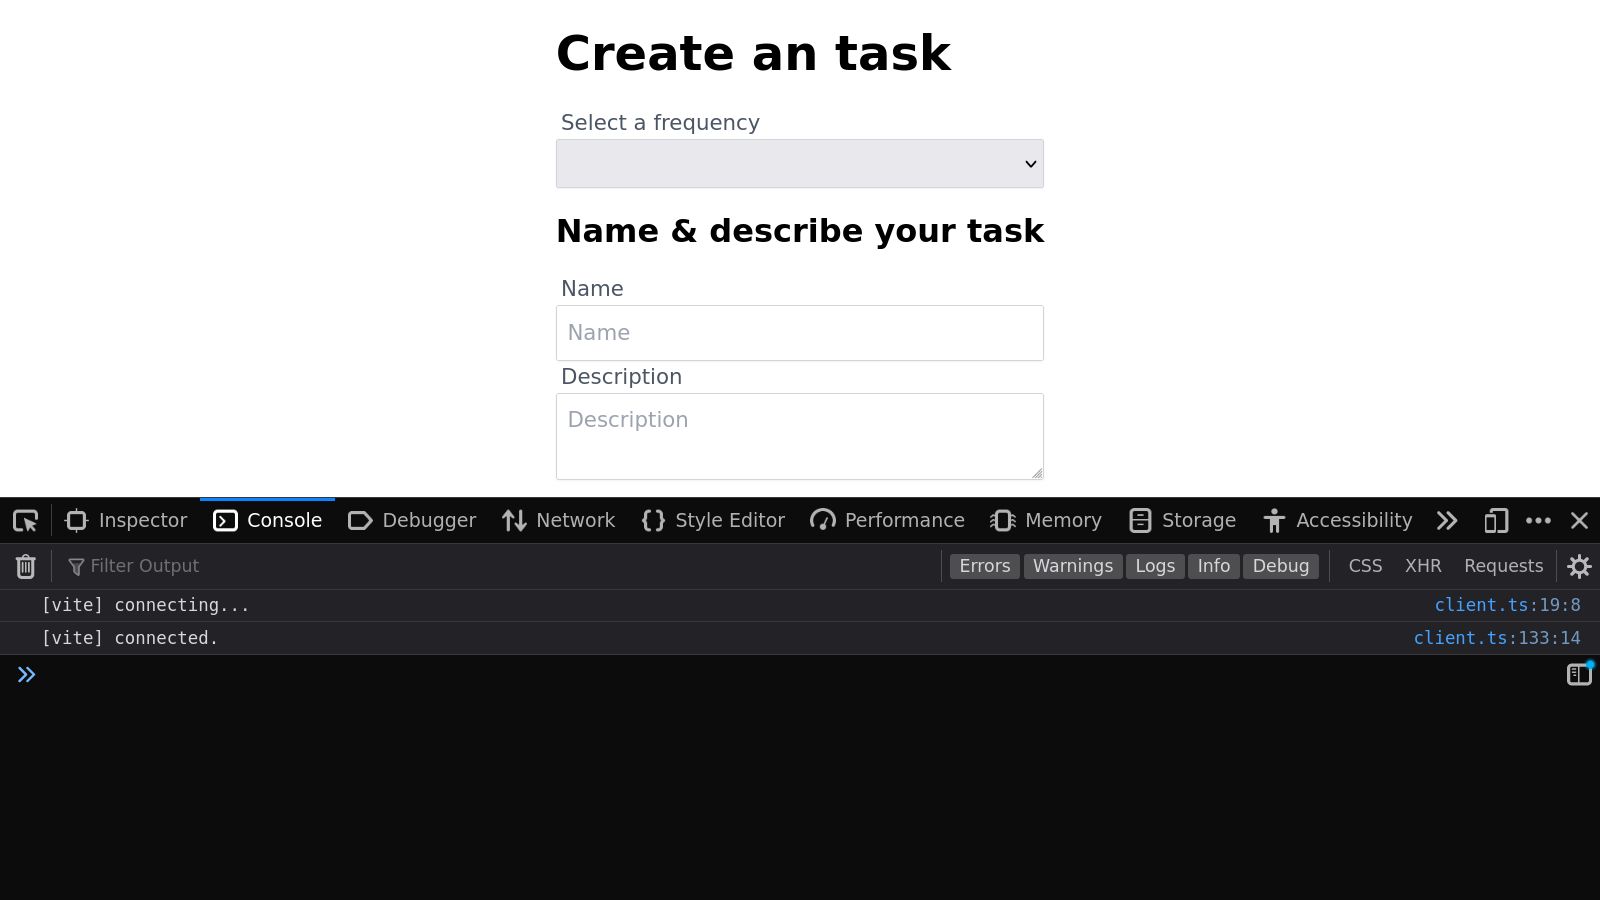 Create an task
Select a frequency
Name & describe your task
Name
Name
Description
Description
Inspector Console Debugger Network Style Editor Performance Memory Storage Accessibility
Filter Output Errors Warnings Logs Info Debug CSS XHR Requests
[vite] connecting... client.ts:19:8
[vite] connected. client.ts:133:14